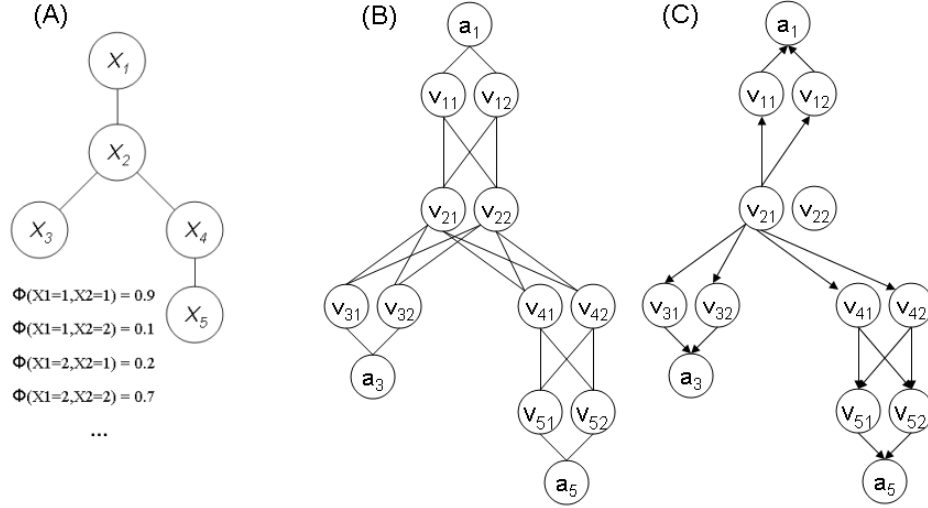 (A)
X1
X2
X3
X4
X5
Φ(X1=1,X2=1) = 0.9
Φ(X1=1,X2=2) = 0.1
Φ(X1=2,X2=1) = 0.2
Φ(X1=2,X2=2) = 0.7
...
(B)
a1
v11 v12
v21 v22
v31 v32 v41 v42
a3
v51 v52
a5
(C)
a1
v11 v12
v21 v22
v31 v32 v41 v42
a3
v51 v52
a5